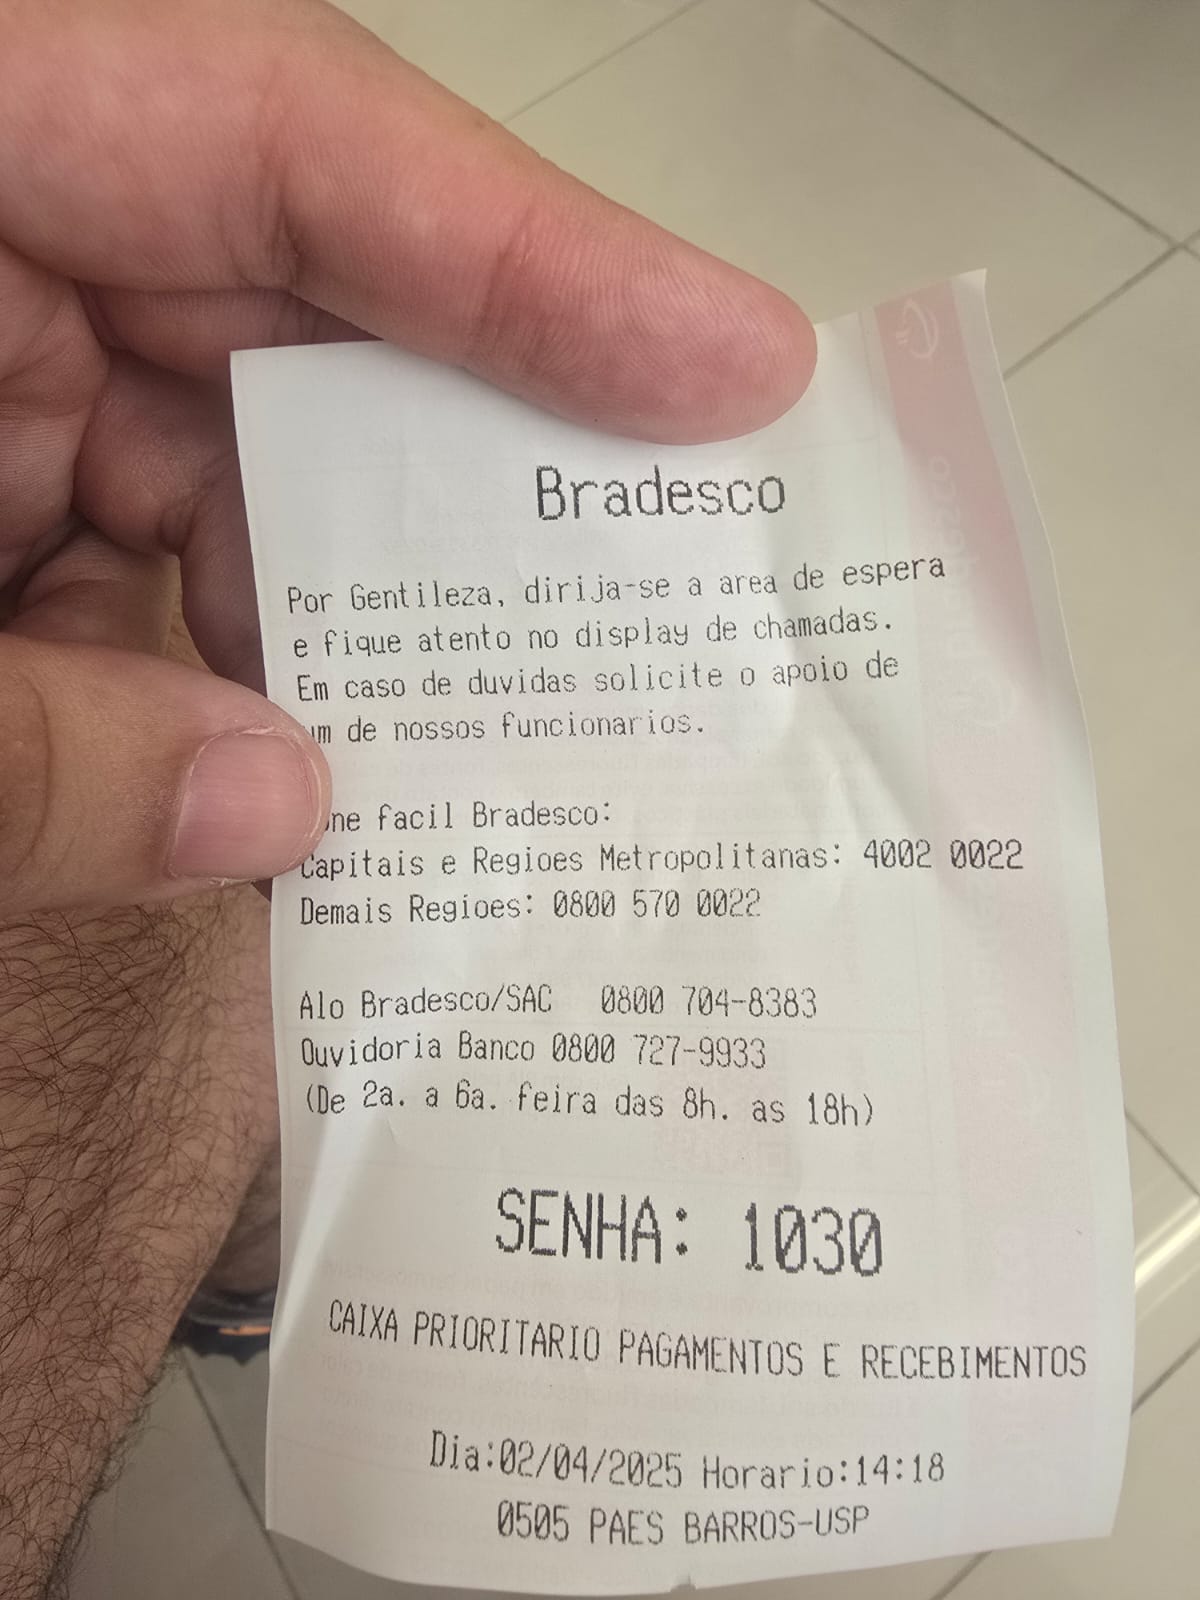 Bradesco
Por Gentileza, dirija-se a area de espera
e fique atento no display de chamadas.
Em caso de duvidas solicite o apoio de
um de nossos funcionarios.
facil Bradesco:
Capitais e Regioes Metropolitanas: 4002 0022
Demais Regioes: 0800 570 0022
Alo Bradesco/SAC 0800 704-8383
Ouvidoria Banco 0800 727-9933
(De 2a. a 6a. feira das 8h. as 18h)
SENHA: 1030
CAIXA PRIORITARIO PAGAMENTOS E RECEBIMENTOS
Dia:02/04/2025 Horario:14:18
0505 PAES BARROS-USP